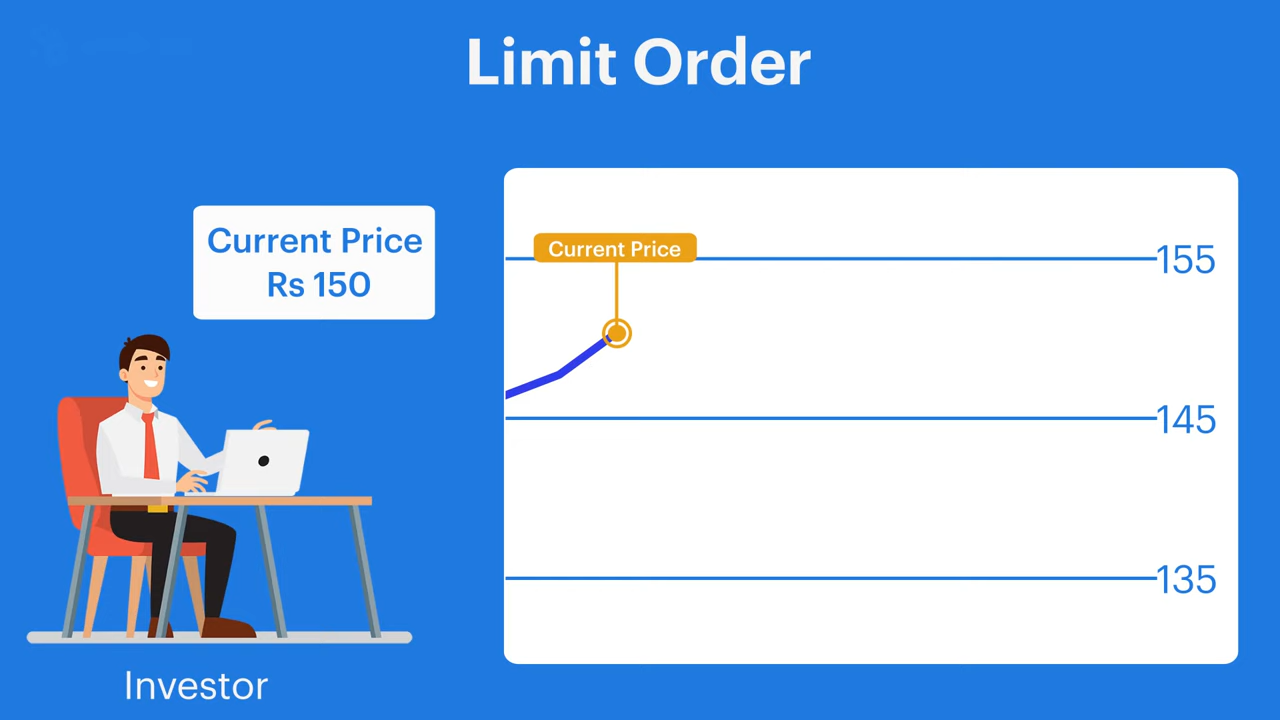 Limit Order
Current Price
Rs 150
Current Price
155
145
135
Investor